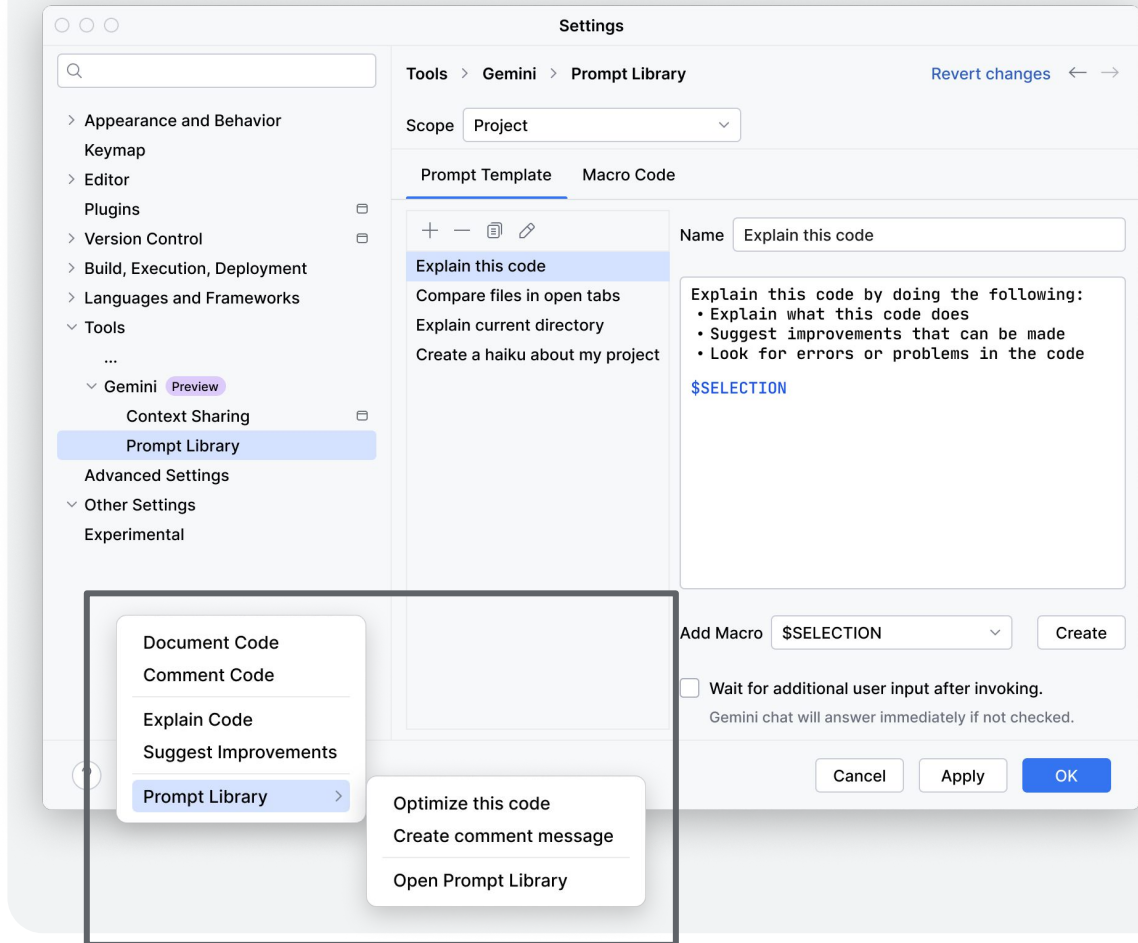 Settings
Tools > Gemini > Prompt Library
Revert changes
Scope
Project
Appearance and Behavior
Keymap
Editor
Plugins
Version Control
Build, Execution, Deployment
Languages and Frameworks
Tools
...
Gemini Preview
Context Sharing
Prompt Library
Advanced Settings
Other Settings
Experimental
Prompt Template
Macro Code
Explain this code
Compare files in open tabs
Explain current directory
Create a haiku about my project
Name
Explain this code
Explain this code by doing the following:
• Explain what this code does
• Suggest improvements that can be made
• Look for errors or problems in the code
$SELECTION
Add Macro
$SELECTION
Create
Wait for additional user input after invoking.
Gemini chat will answer immediately if not checked.
Cancel
Apply
OK
Document Code
Comment Code
Explain Code
Suggest Improvements
Prompt Library
Optimize this code
Create comment message
Open Prompt Library